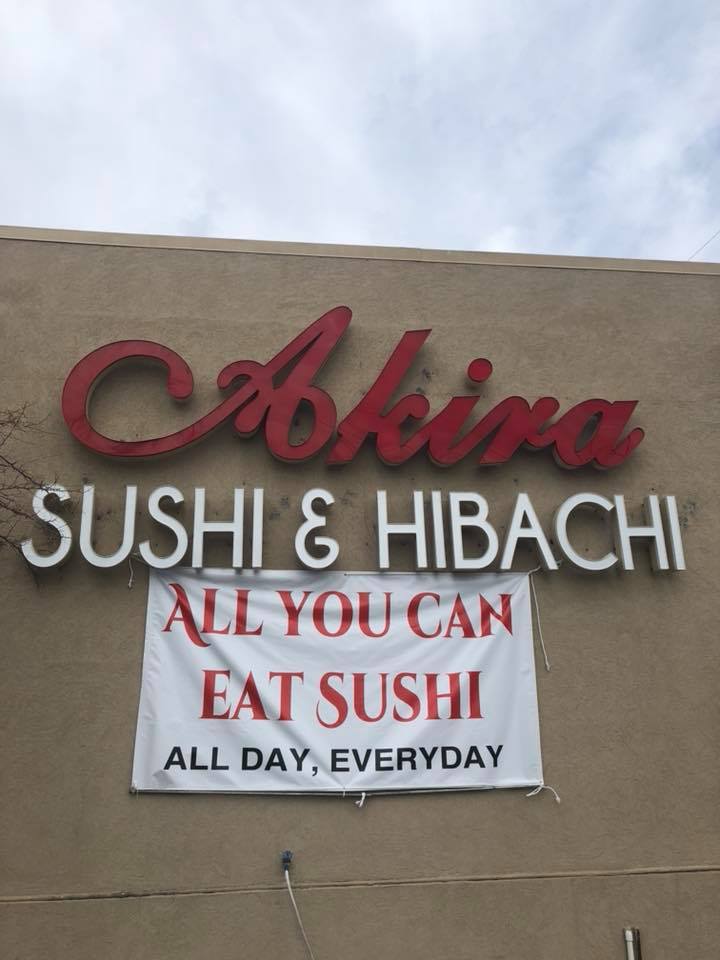 Akira
SUSHI & HIBACHI
ALL YOU CAN
EAT SUSHI
ALL DAY, EVERYDAY